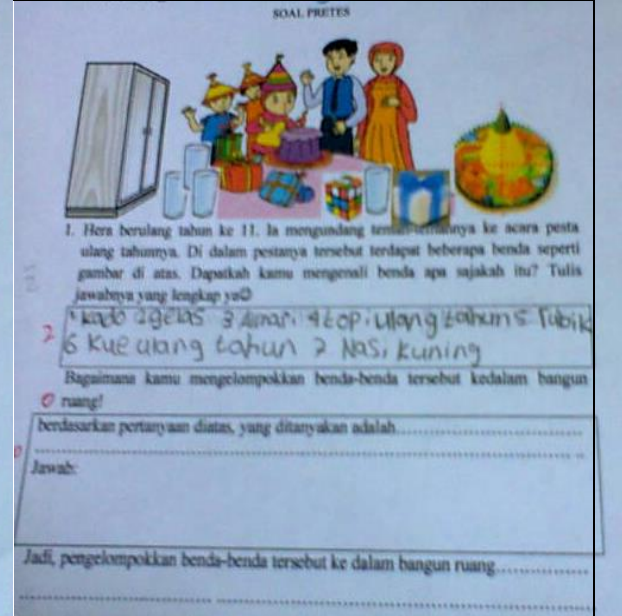 SOAL PRETES
1. Hera berulang tahun ke 11. Ia mengundang teman-temannya ke acara pesta
ulang tahunnya. Di dalam pestanya tersebut terdapat beberapa benda seperti
gambar di atas. Dapatkah kamu mengenali benda apa sajakah itu? Tulis
jawabnya yang lengkap ya☺
1 kado 2 gelas 3 lemari 4 topi ulang tahun 5 rubik
2
6 kue ulang tahun 7 Nasi kuning
Bagaimana kamu mengelompokkan benda-benda tersebut kedalam bangun
0 ruang!
berdasarkan pertanyaan diatas, yang ditanyakan adalah..............................
0
Jawab:
Jadi, pengelompokkan benda-benda tersebut ke dalam bangun ruang...............